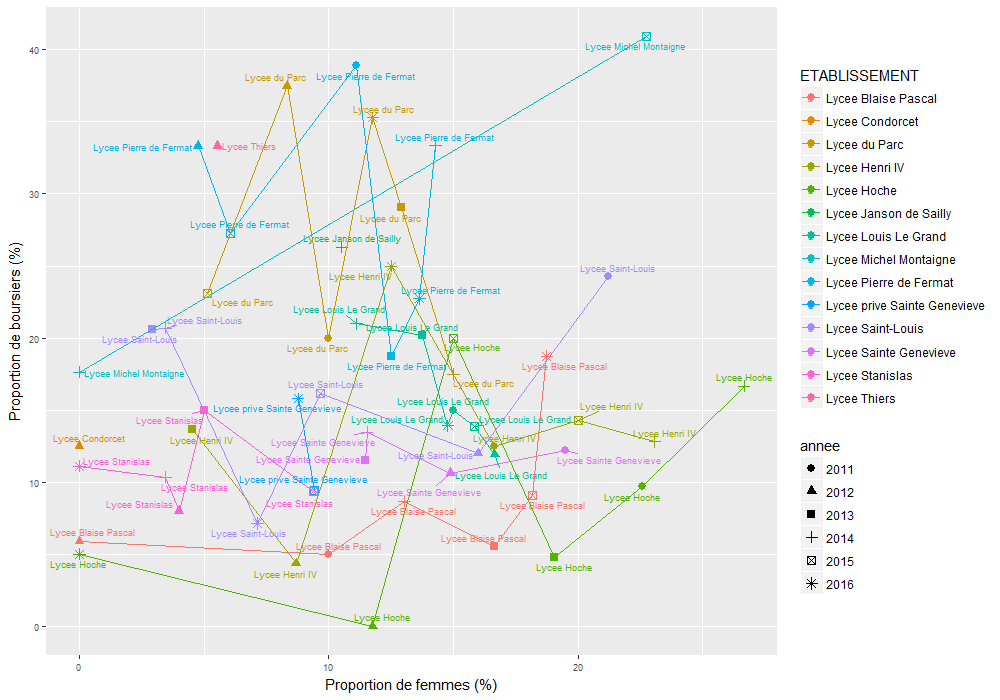 Lycee Michel Montaigne
Lycee du Parc
Lycee Pierre de Fermat
Lycee du Parc
Lycee Pierre de Fermat
Lycee Pierre de Fermat
Lycee Thiers
Lycee du Parc
Lycee Pierre de Fermat
Lycee Janson de Sailly
Lycee Saint-Louis
Lycee Henri IV
Lycee Pierre de Fermat
Lycee du Parc
Lycee Louis Le Grand
Lycee Saint-Louis
Lycee Louis Le Grand
Lycee Saint-Louis
Lycee du Parc
Lycee Hoche
Lycee Pierre de Fermat
Lycee Blaise Pascal
Lycee Michel Montaigne
Lycee Hoche
Lycee Saint-Louis
Lycee du Parc
Lycee Louis Le Grand
Lycee prive Sainte Genevieve
Lycee Henri IV
Lycee Stanislas
Lycee Louis Le Grand
Lycee Louis Le Grand
Lycee Condorcet
Lycee Henri IV
Lycee Sainte Genevieve
Lycee Henri IV
Lycee Henri IV
Lycee Stanislas
Lycee Sainte Genevieve
Lycee Saint-Louis
Lycee Sainte Genevieve
Lycee prive Sainte Genevieve
Lycee Louis Le Grand
Lycee Stanislas
Lycee Sainte Genevieve
Lycee Hoche
Lycee Stanislas
Lycee Stanislas
Lycee Blaise Pascal
Lycee Blaise Pascal
Lycee Blaise Pascal
Lycee Saint-Louis
Lycee Blaise Pascal
Lycee Blaise Pascal
Lycee Hoche
Lycee Henri IV
Lycee Hoche
Lycee Hoche
40
30
20
10
0
0
10
20
Proportion de boursiers (%)
Proportion de femmes (%)
ETABLISSEMENT
Lycee Blaise Pascal
Lycee Condorcet
Lycee du Parc
Lycee Henri IV
Lycee Hoche
Lycee Janson de Sailly
Lycee Louis Le Grand
Lycee Michel Montaigne
Lycee Pierre de Fermat
Lycee prive Sainte Genevieve
Lycee Saint-Louis
Lycee Sainte Genevieve
Lycee Stanislas
Lycee Thiers
annee
2011
2012
2013
2014
2015
2016